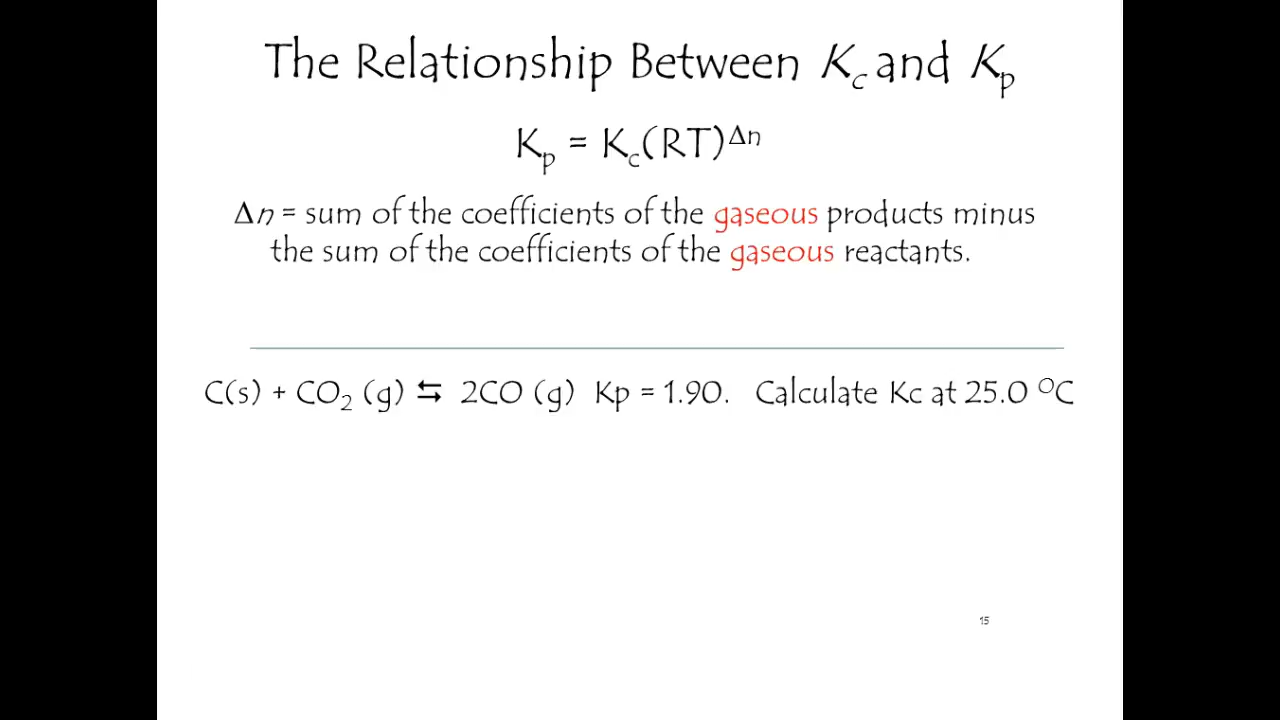 The Relationship Between Kc and Kp
Kp = Kc(RT)Δn
Δn = sum of the coefficients of the gaseous products minus
the sum of the coefficients of the gaseous reactants.
C(s) + CO2 (g) ⇆ 2CO (g) Kp = 1.90. Calculate Kc at 25.0 OC
15